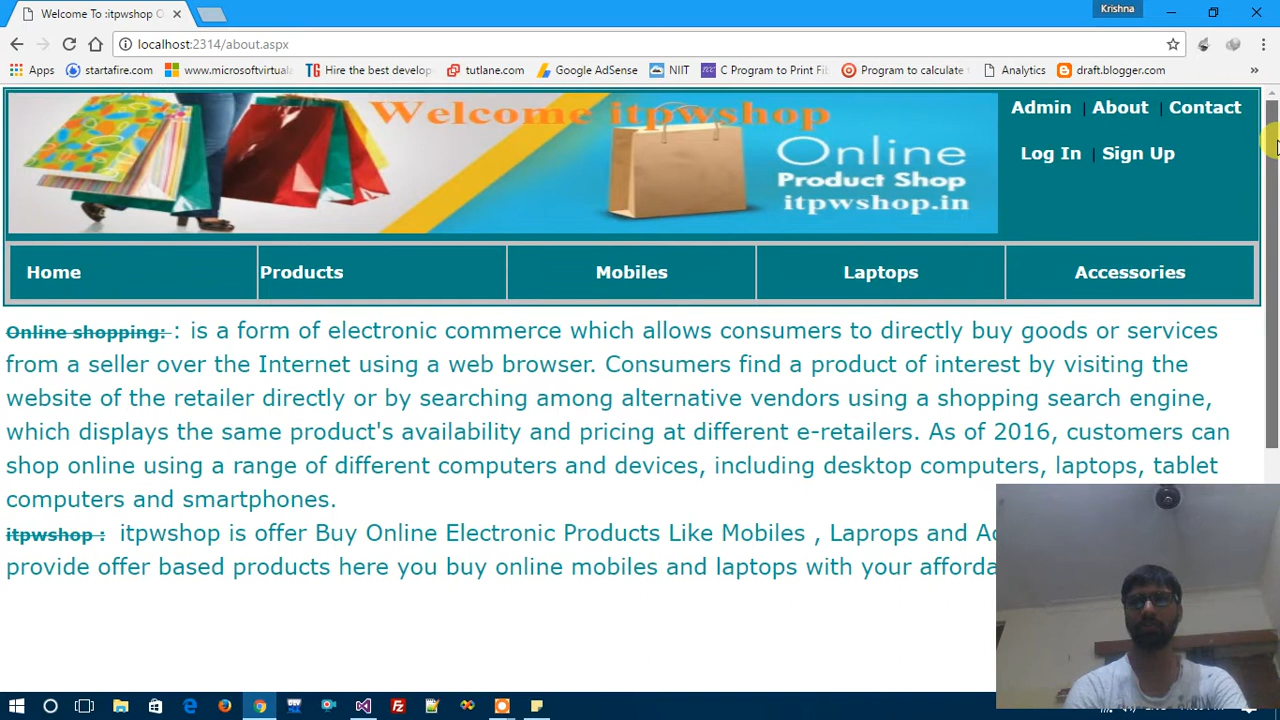 Welcome To :itpwshop O
Krishna
localhost:2314/about.aspx
Apps startafire.com www.microsoftvirtuala Hire the best develop tutlane.com Google AdSense NIIT C Program to Print Fib Program to calculate Analytics draft.blogger.com »
Welcome itpwshop
Online
Product Shop
itpwshop.in
Admin | About | Contact
Log In | Sign Up
Home Products Mobiles Laptops Accessories
Online shopping: : is a form of electronic commerce which allows consumers to directly buy goods or services
from a seller over the Internet using a web browser. Consumers find a product of interest by visiting the
website of the retailer directly or by searching among alternative vendors using a shopping search engine,
which displays the same product's availability and pricing at different e-retailers. As of 2016, customers can
shop online using a range of different computers and devices, including desktop computers, laptops, tablet
computers and smartphones.
itpwshop : itpwshop is offer Buy Online Electronic Products Like Mobiles , Laprops and Ac
provide offer based products here you buy online mobiles and laptops with your afforda